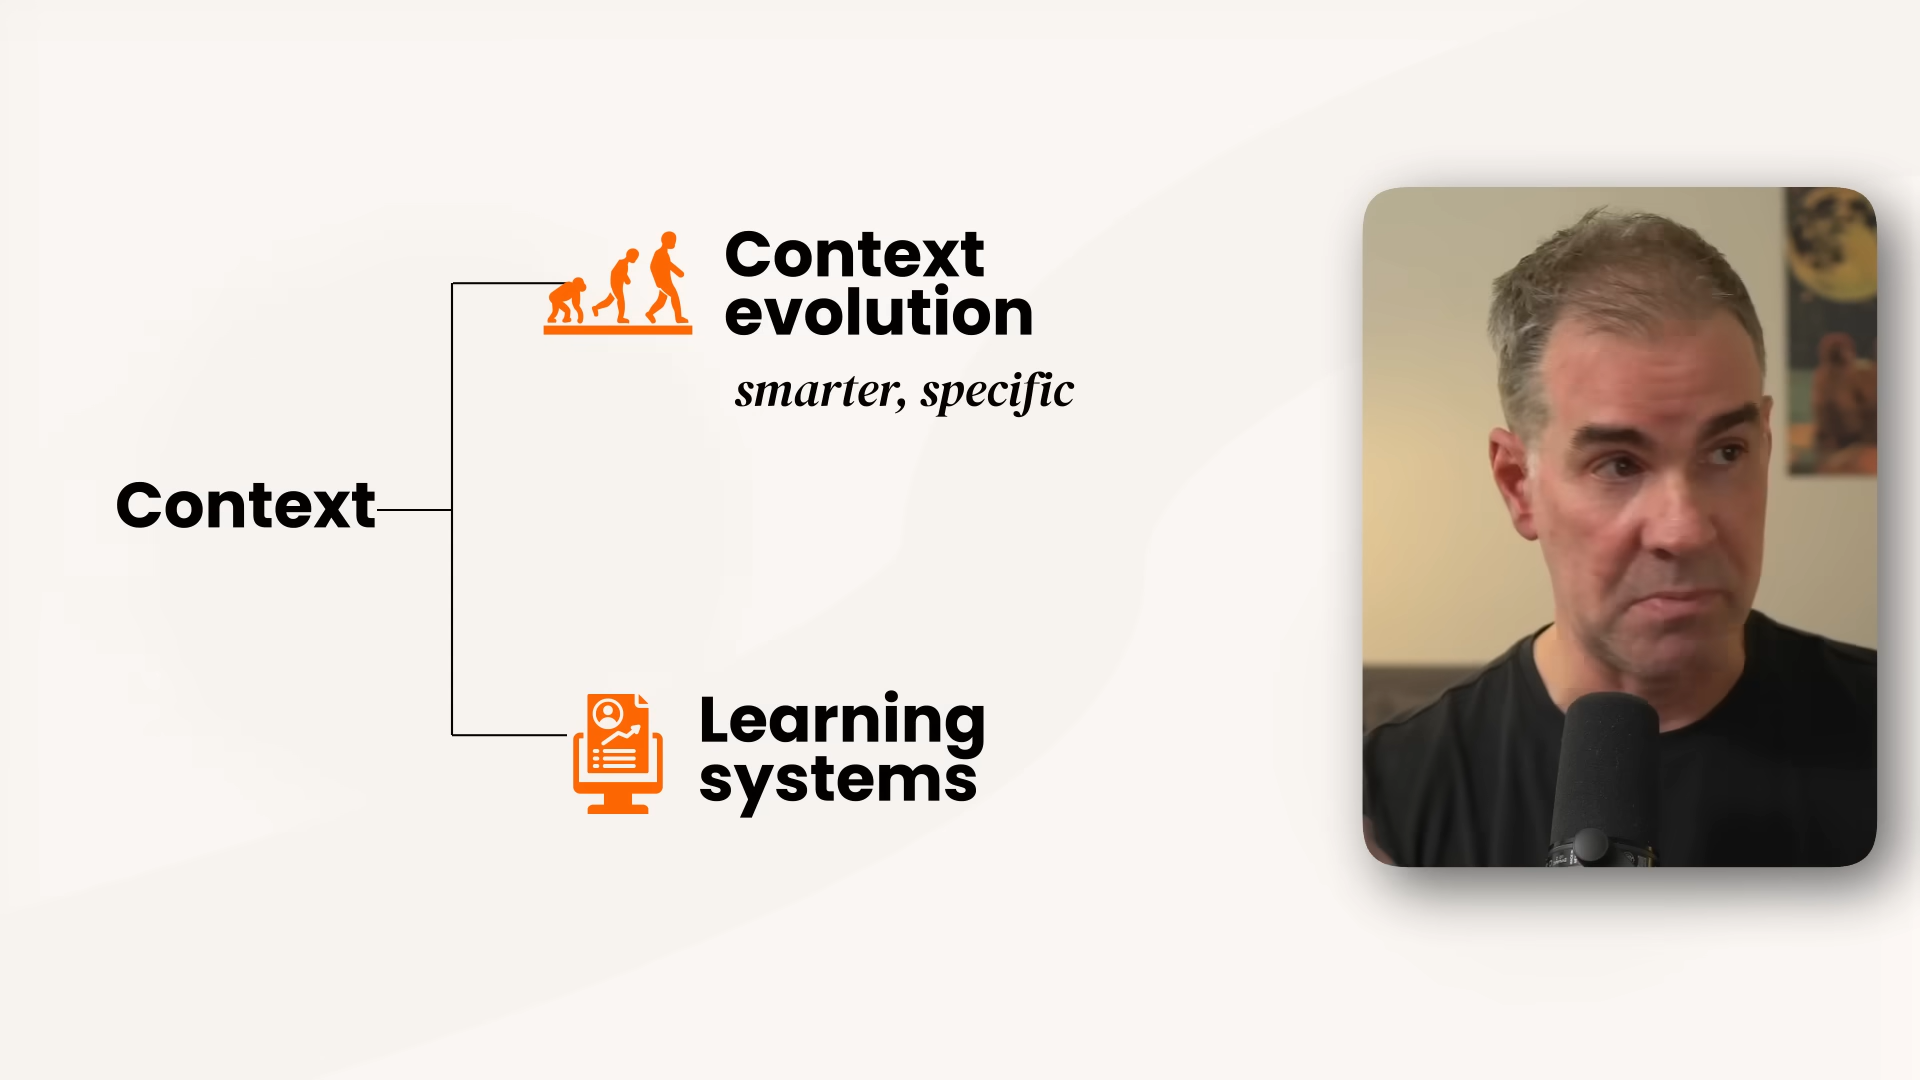 Context
Context
evolution
smarter, specific
Learning
systems